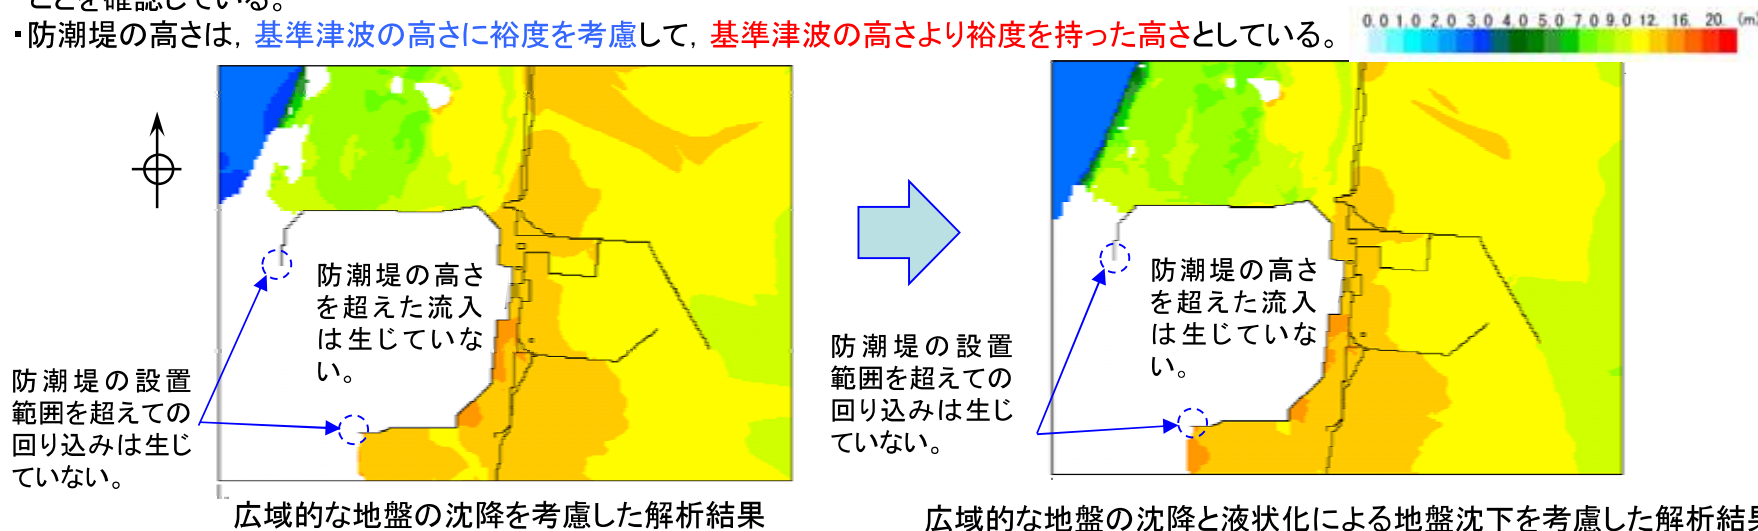 ことを確認している。
・防潮堤の高さは，基準津波の高さに裕度を考慮して，基準津波の高さより裕度を持った高さとしている。
0.0 1.0 2.0 3.0 4.0 5.0 7.0 9.0 12. 16. 20. (m)
防潮堤の高さ
を超えた流入
は生じていな
い。
防潮堤の設置
範囲を超えての
回り込みは生じ
ていない。
広域的な地盤の沈降を考慮した解析結果
防潮堤の高さ
を超えた流入
は生じていな
い。
防潮堤の設置
範囲を超えての
回り込みは生じ
ていない。
広域的な地盤の沈降と液状化による地盤沈下を考慮した解析結果